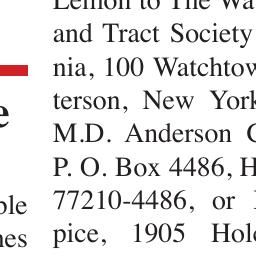 Lemon to The Wa
and Tract Society
nia, 100 Watchtow
terson, New York
M.D. Anderson C
P. O. Box 4486, H
77210-4486, or
pice, 1905 Holc
e
ble
nes